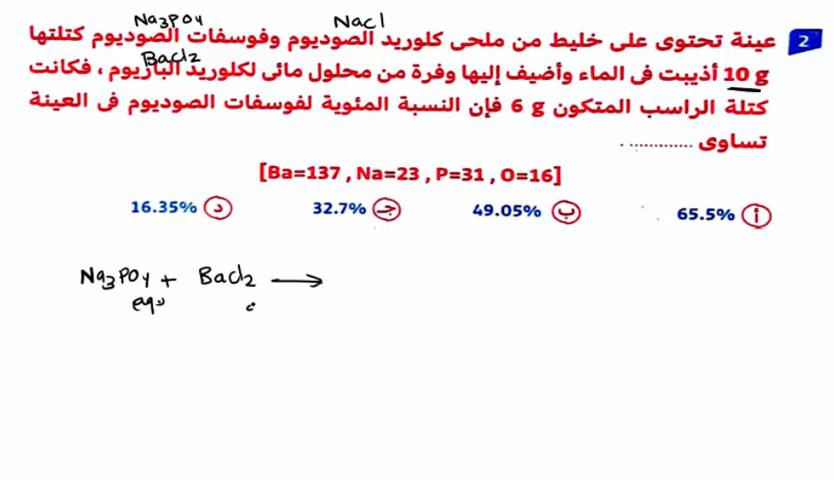 Na3PO4 NaCl
2 عينة تحتوى على خليط من ملحى كلوريد الصوديوم وفوسفات الصوديوم كتلتها
BaCl2
10 g أذيبت فى الماء وأضيف إليها وفرة من محلول مائى لكلوريد الباريوم ، فكانت
كتلة الراسب المتكون 6 g فإن النسبة المئوية لفوسفات الصوديوم فى العينة
تساوى ..............
[Ba=137 , Na=23 , P=31 , O=16]
أ 65.5% ب 49.05% جـ 32.7% د 16.35%
Na3PO4 + BaCl2 →